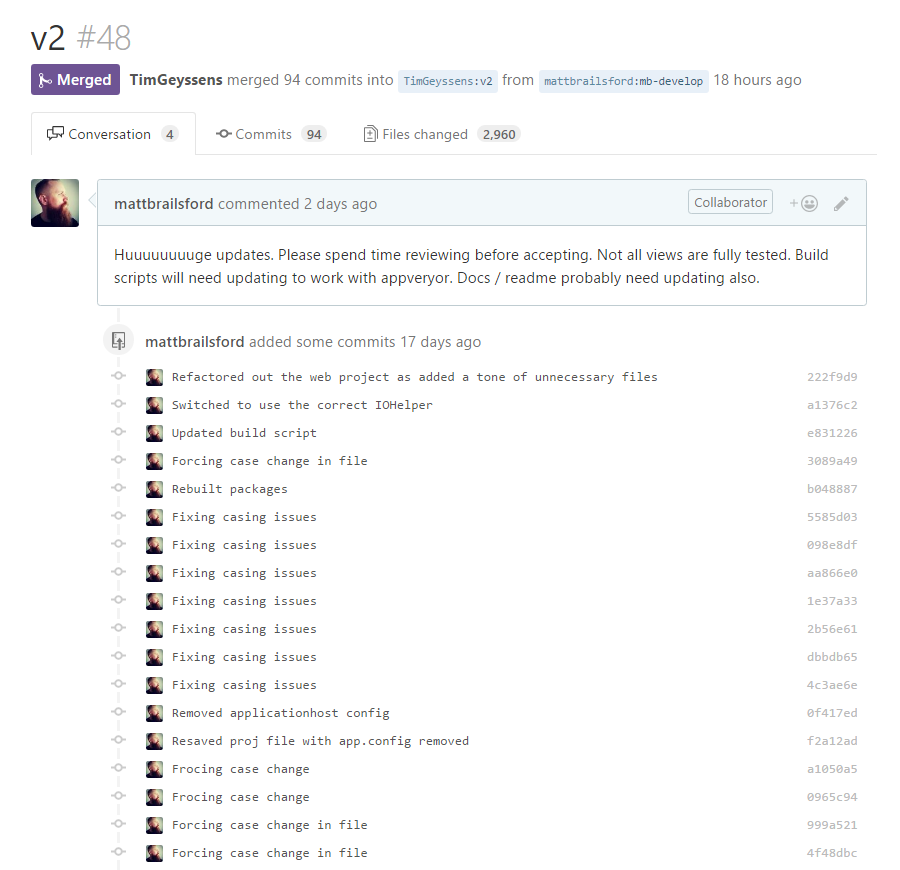 v2 #48
Merged TimGeyssens merged 94 commits into TimGeyssens:v2 from mattbrailsford:mb-develop 18 hours ago
Conversation 4 Commits 94 Files changed 2,960
mattbrailsford commented 2 days ago Collaborator +
Huuuuuuuuge updates. Please spend time reviewing before accepting. Not all views are fully tested. Build
scripts will need updating to work with appveryor. Docs / readme probably need updating also.
mattbrailsford added some commits 17 days ago
Refactored out the web project as added a tone of unnecessary files 222f9d9
Switched to use the correct IOHelper a1376c2
Updated build script e831226
Forcing case change in file 3089a49
Rebuilt packages b048887
Fixing casing issues 5585d03
Fixing casing issues 098e8df
Fixing casing issues aa866e0
Fixing casing issues 1e37a33
Fixing casing issues 2b56e61
Fixing casing issues dbbdb65
Fixing casing issues 4c3ae6e
Removed applicationhost config 0f417ed
Resaved proj file with app.config removed f2a12ad
Frocing case change a1050a5
Frocing case change 0965c94
Forcing case change in file 999a521
Forcing case change in file 4f48dbc